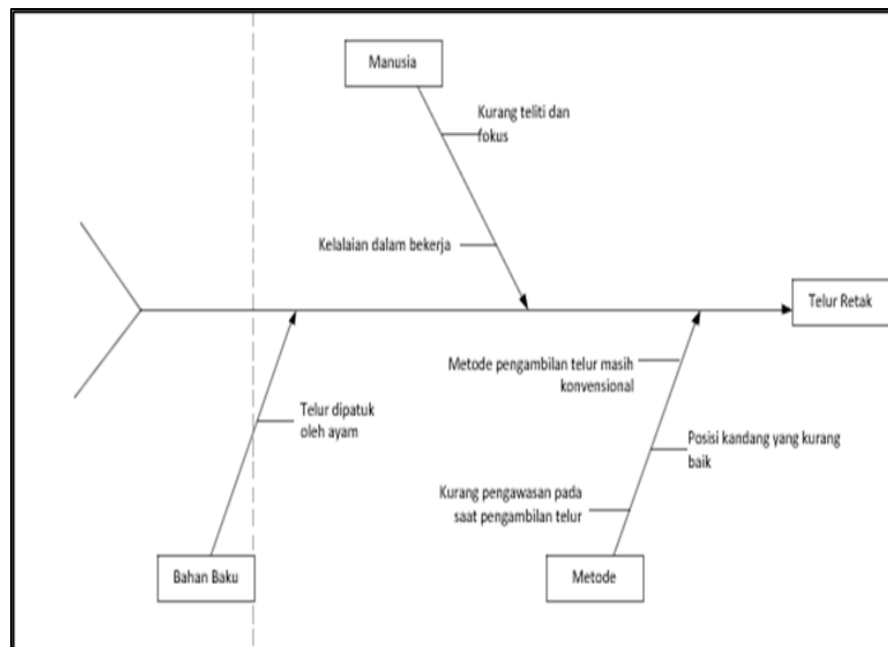 Manusia
Kurang teliti dan
fokus
Kelalaian dalam bekerja
Telur Retak
Metode pengambilan telur masih
konvensional
Telur dipatuk
oleh ayam
Posisi kandang yang kurang
baik
Kurang pengawasan pada
saat pengambilan telur
Bahan Baku
Metode